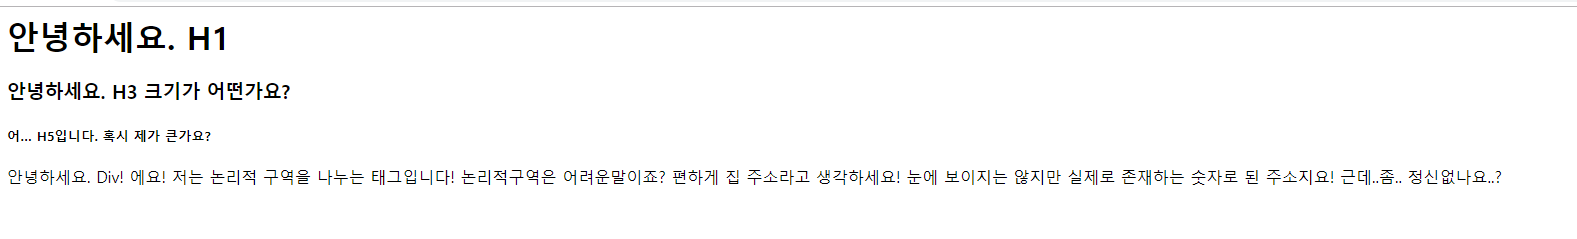 안녕하세요. H1
안녕하세요. H3 크기가 어떤가요?
어... H5입니다. 혹시 제가 큰가요?
안녕하세요. Div! 에요! 저는 논리적 구역을 나누는 태그입니다! 논리적구역은 어려운말이죠? 편하게 집 주소라고 생각하세요! 눈에 보이지는 않지만 실제로 존재하는 숫자로 된 주소지요! 근데..좀.. 정신없나요..?